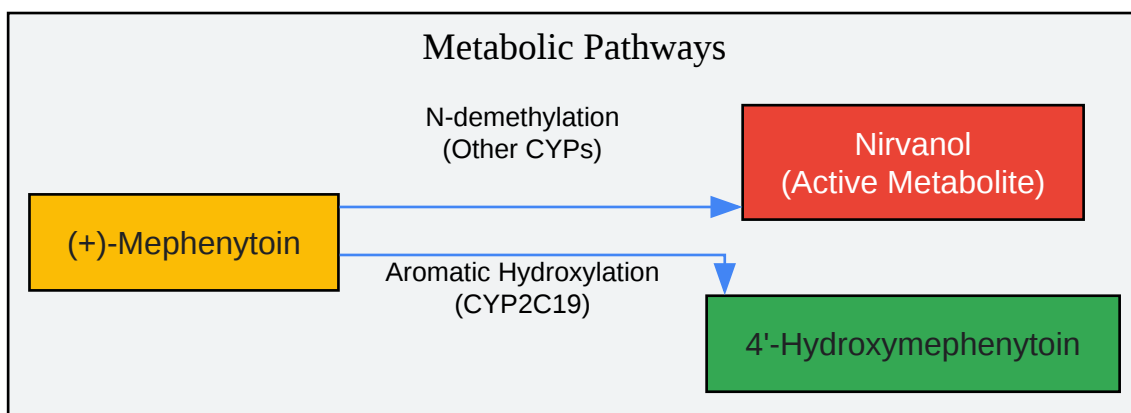 Metabolic Pathways
N-demethylation
(Other CYPs)
Nirvanol
(Active Metabolite)
(+)-Mephenytoin
Aromatic Hydroxylation
(CYP2C19)
4'-Hydroxymephenytoin